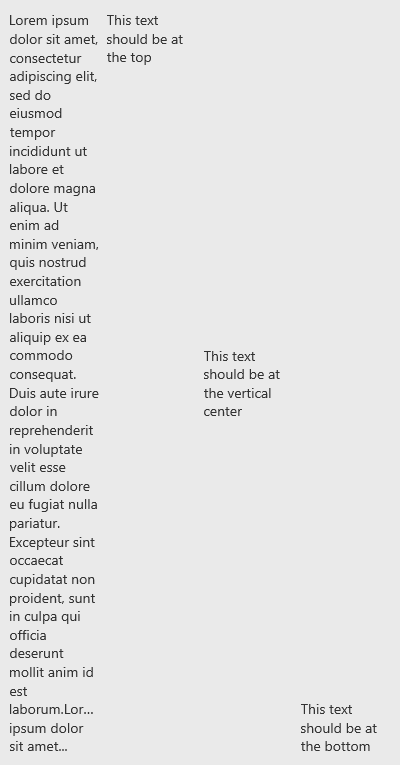 Lorem ipsum
dolor sit amet,
consectetur
adipiscing elit,
sed do
eiusmod
tempor
incididunt ut
labore et
dolore magna
aliqua. Ut
enim ad
minim veniam,
quis nostrud
exercitation
ullamco
laboris nisi ut
aliquip ex ea
commodo
consequat.
Duis aute irure
dolor in
reprehenderit
in voluptate
velit esse
cillum dolore
eu fugiat nulla
pariatur.
Excepteur sint
occaecat
cupidatat non
proident, sunt
in culpa qui
officia
deserunt
mollit anim id
est
laborum.Lor...
ipsum dolor
sit amet...
This text
should be at
the top
This text
should be at
the vertical
center
This text
should be at
the bottom